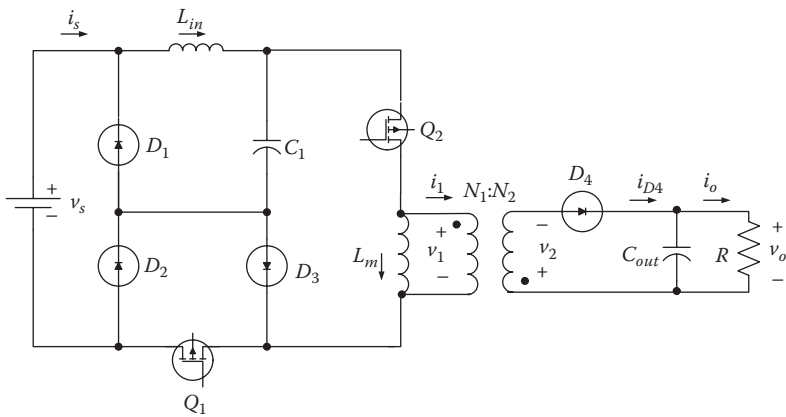 i_s
L_in
D_1
C_1
Q_2
+
v_s
−
D_2
D_3
Q_1
L_m
i_1
N_1:N_2
+
v_1
−
−
v_2
+
D_4
i_D4
i_o
C_out
R
+
v_o
−